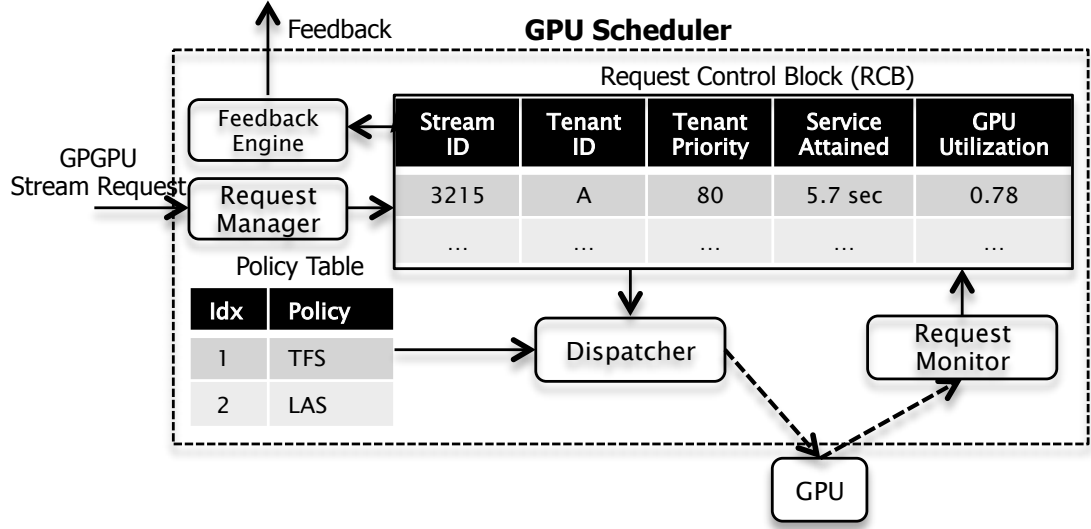 Feedback
GPU Scheduler
Request Control Block (RCB)
Feedback
Engine
Stream
ID
Tenant
ID
Tenant
Priority
Service
Attained
GPU
Utilization
GPGPU
Stream Request
Request
Manager
3215 A 80 5.7 sec 0.78
... ... ... ... ...
Policy Table
Idx Policy
1 TFS
2 LAS
Dispatcher
Request
Monitor
GPU